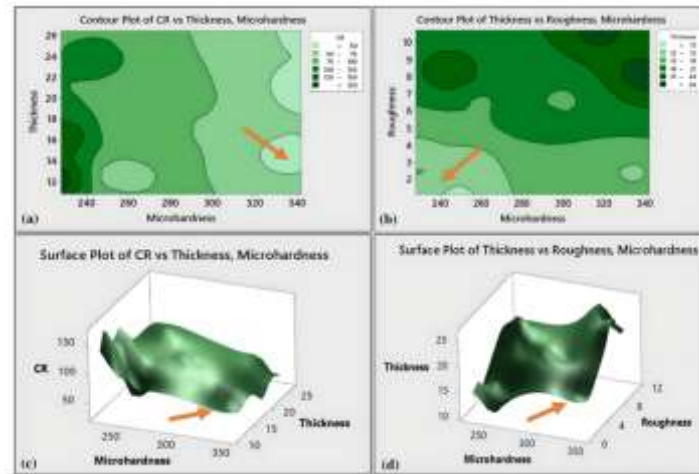 Contour Plot of CR vs Thickness, Microhardness
26
24
22
20
18
16
14
12
Thickness
240 260 280 300 320 340
Microhardness
(a)
CR
Contour Plot of Thickness vs Roughness, Microhardness
10
9
8
7
6
5
4
3
2
Roughness
240 260 280 300 320 340
Microhardness
(b)
Thickness
Surface Plot of CR vs Thickness, Microhardness
150
100
50
CR
250
300
350
Microhardness
10
15
20
25
Thickness
(c)
Surface Plot of Thickness vs Roughness, Microhardness
25
20
15
10
Thickness
250
300
350
Microhardness
0
4
8
12
Roughness
(d)